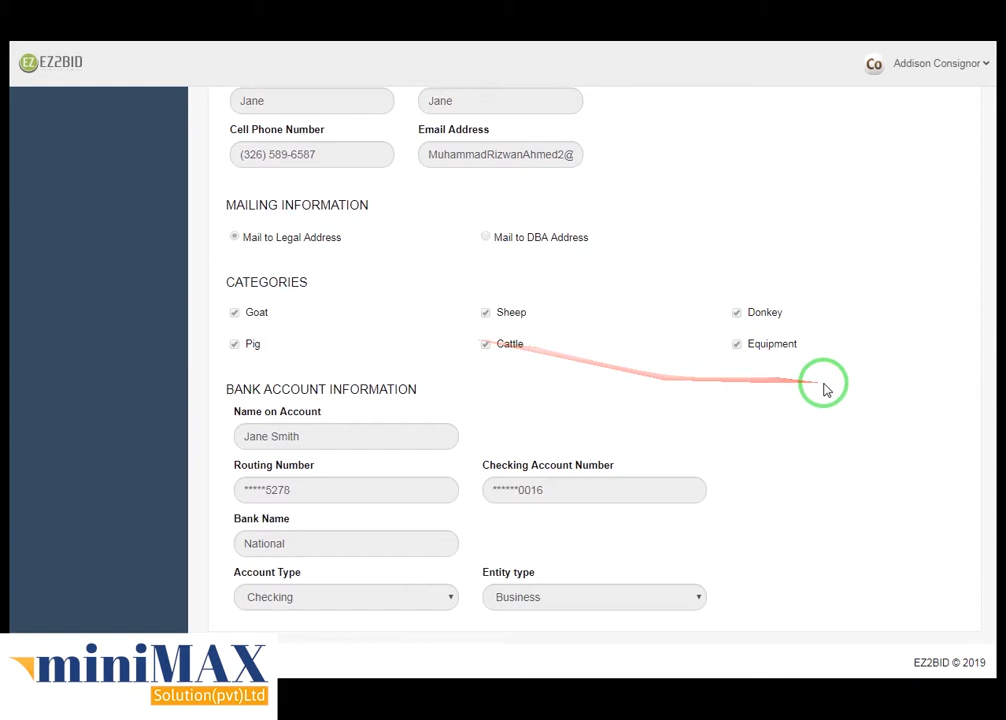 EZ EZ2BID
Co Addison Consignor
Jane Jane
Cell Phone Number Email Address
(326) 589-6587 MuhammadRizwanAhmed2@
MAILING INFORMATION
Mail to Legal Address Mail to DBA Address
CATEGORIES
Goat Sheep Donkey
Pig Cattle Equipment
BANK ACCOUNT INFORMATION
Name on Account
Jane Smith
Routing Number Checking Account Number
*****5278 ******0016
Bank Name
National
Account Type Entity type
Checking Business
EZ2BID © 2019
miniMAX
Solution(pvt)Ltd